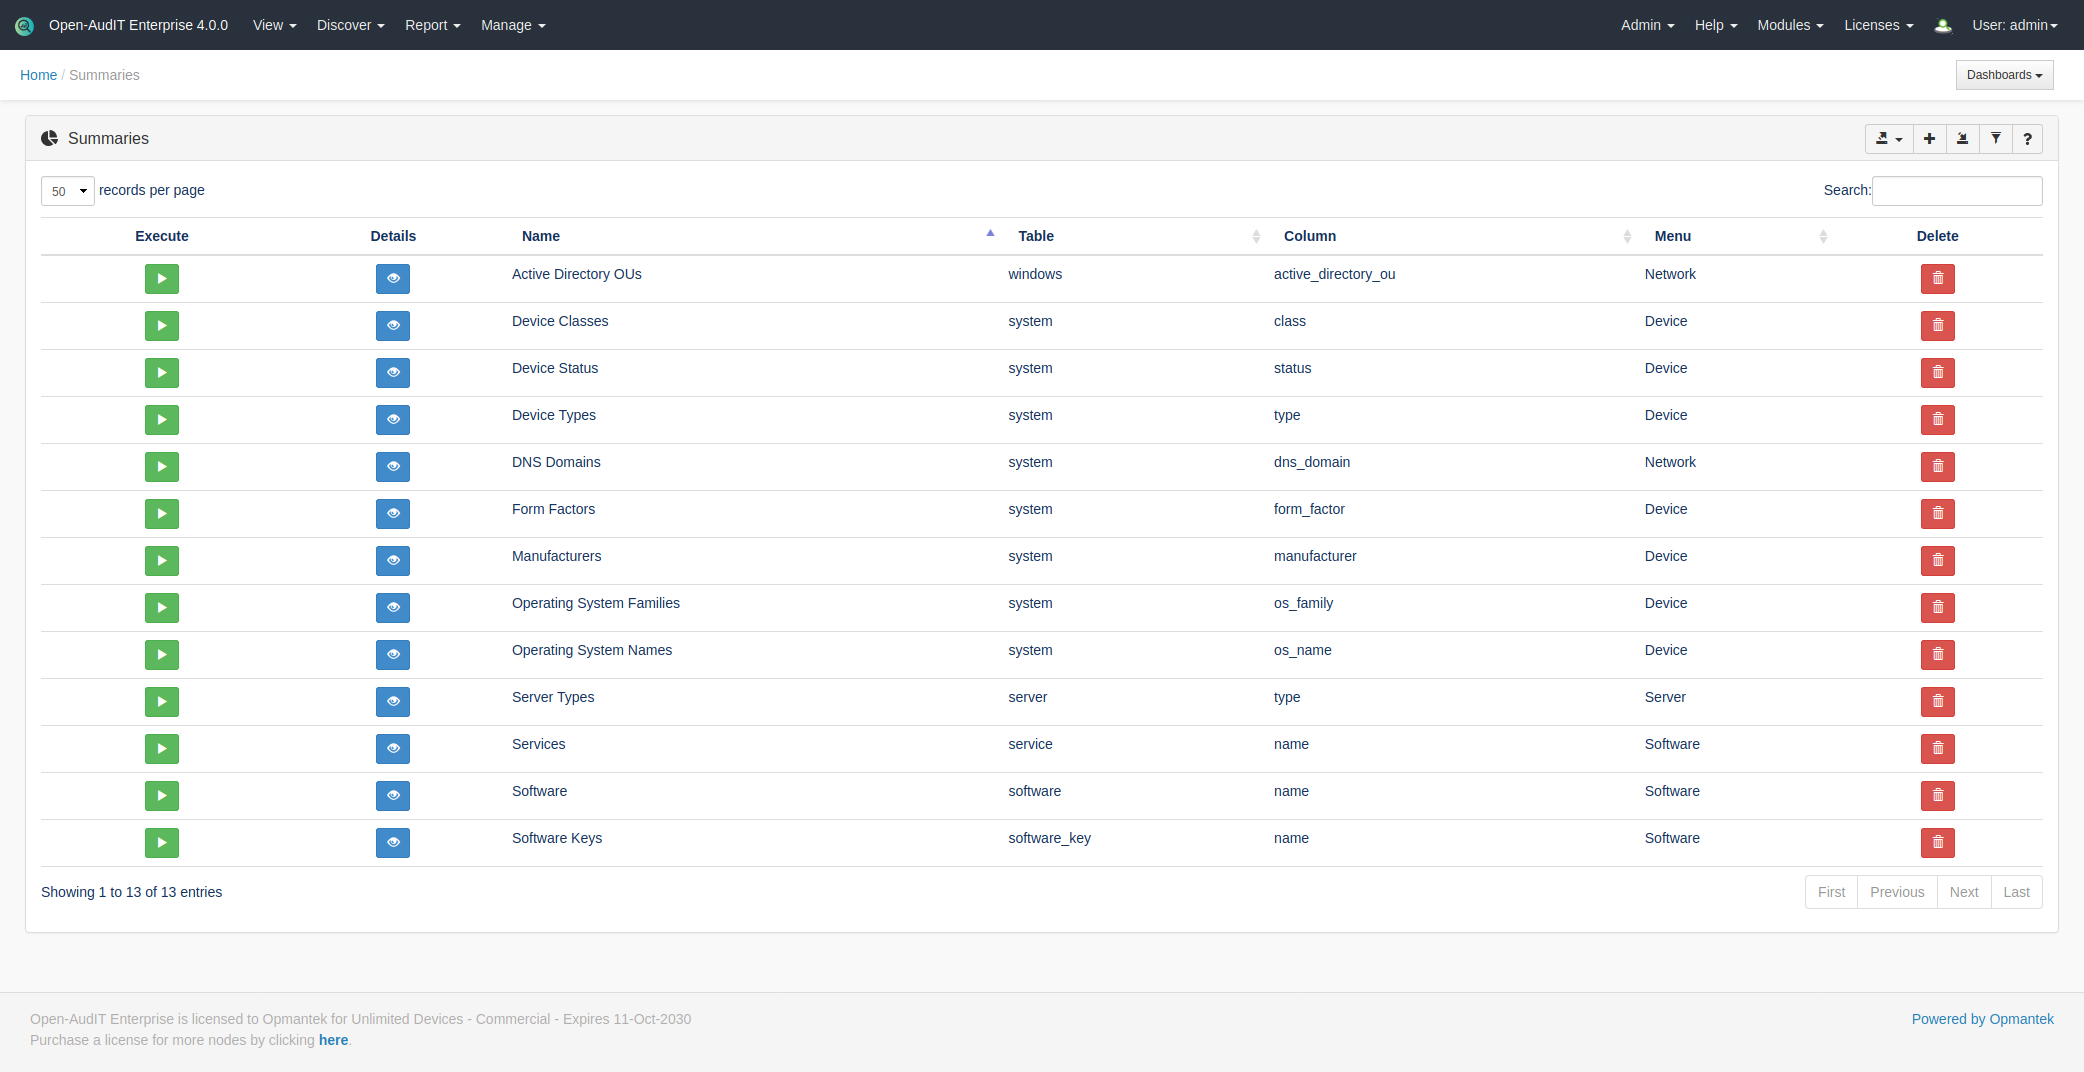 Open-AudIT Enterprise 4.0.0 View Discover Report Manage Admin Help Modules Licenses User: admin
Home / Summaries Dashboards
Summaries
50 records per page Search:
Execute Details Name Table Column Menu Delete
Active Directory OUs windows active_directory_ou Network
Device Classes system class Device
Device Status system status Device
Device Types system type Device
DNS Domains system dns_domain Network
Form Factors system form_factor Device
Manufacturers system manufacturer Device
Operating System Families system os_family Device
Operating System Names system os_name Device
Server Types server type Server
Services service name Software
Software software name Software
Software Keys software_key name Software
Showing 1 to 13 of 13 entries First Previous Next Last
Open-AudIT Enterprise is licensed to Opmantek for Unlimited Devices - Commercial - Expires 11-Oct-2030 Powered by Opmantek
Purchase a license for more nodes by clicking here.